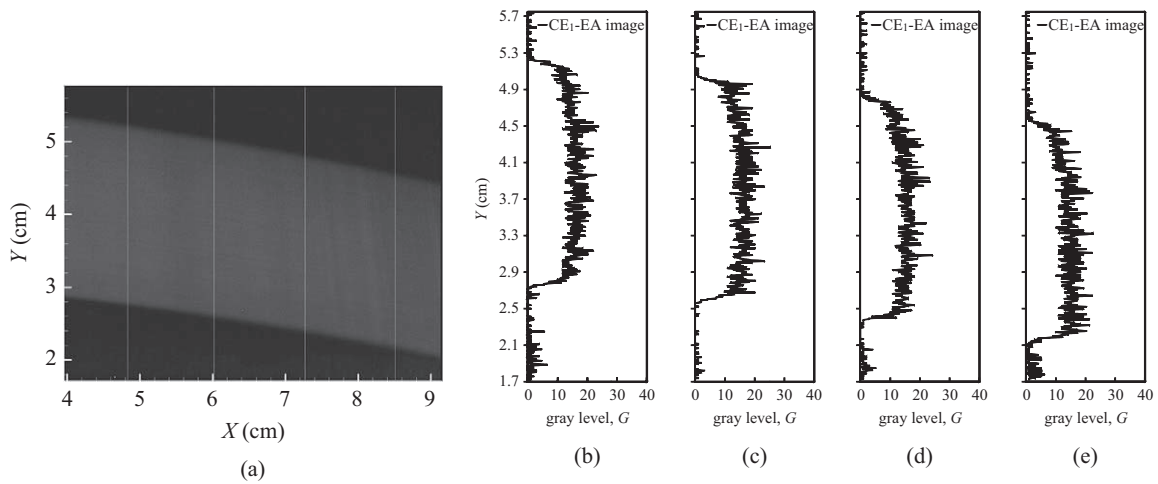 5
4
3
2
Y (cm)
4 5 6 7 8 9
X (cm)
(a)
5.7
5.3
4.9
4.5
4.1
3.7
3.3
2.9
2.5
2.1
1.7
Y (cm)
CE1-EA image
0 10 20 30 40
gray level, G
(b)
CE1-EA image
0 10 20 30 40
gray level, G
(c)
CE1-EA image
0 10 20 30 40
gray level, G
(d)
CE1-EA image
0 10 20 30 40
gray level, G
(e)